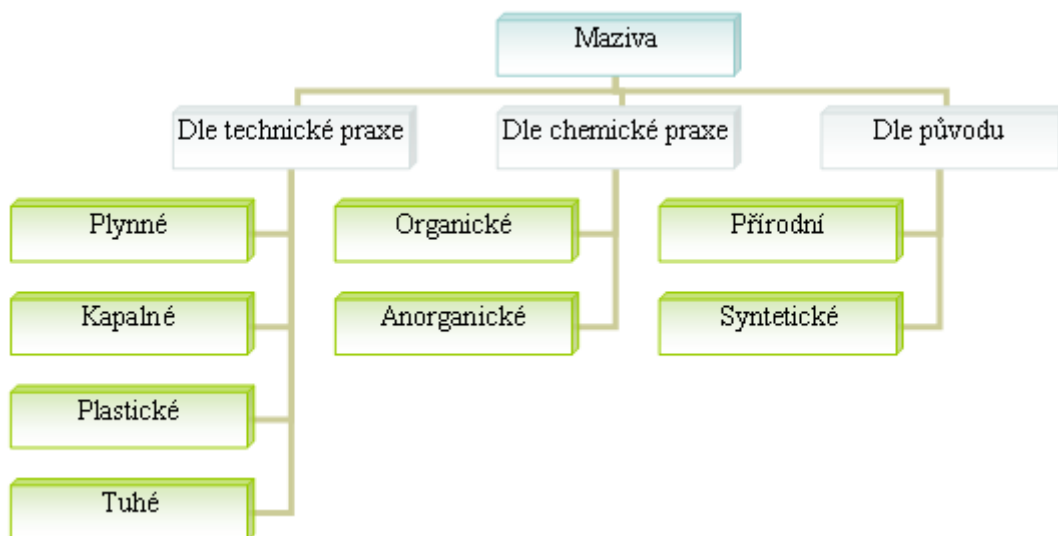 Maziva
Dle technické praxe
Dle chemické praxe
Dle původu
Plynné
Organické
Přírodní
Kapalné
Anorganické
Syntetické
Plastické
Tuhé